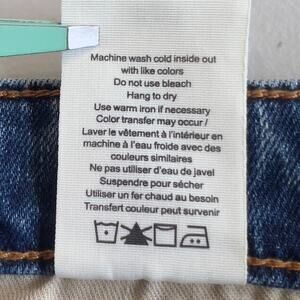 Machine wash cold inside out
with like colors
Do not use bleach
Hang to dry
Use warm iron if necessary
Color transfer may occur /
Laver le vêtement à l'intérieur en
machine à l'eau froide avec des
couleurs similaires
Ne pas utiliser d'eau de javel
Suspendre pour sécher
Utiliser un fer chaud au besoin
Transfert couleur peut survenir